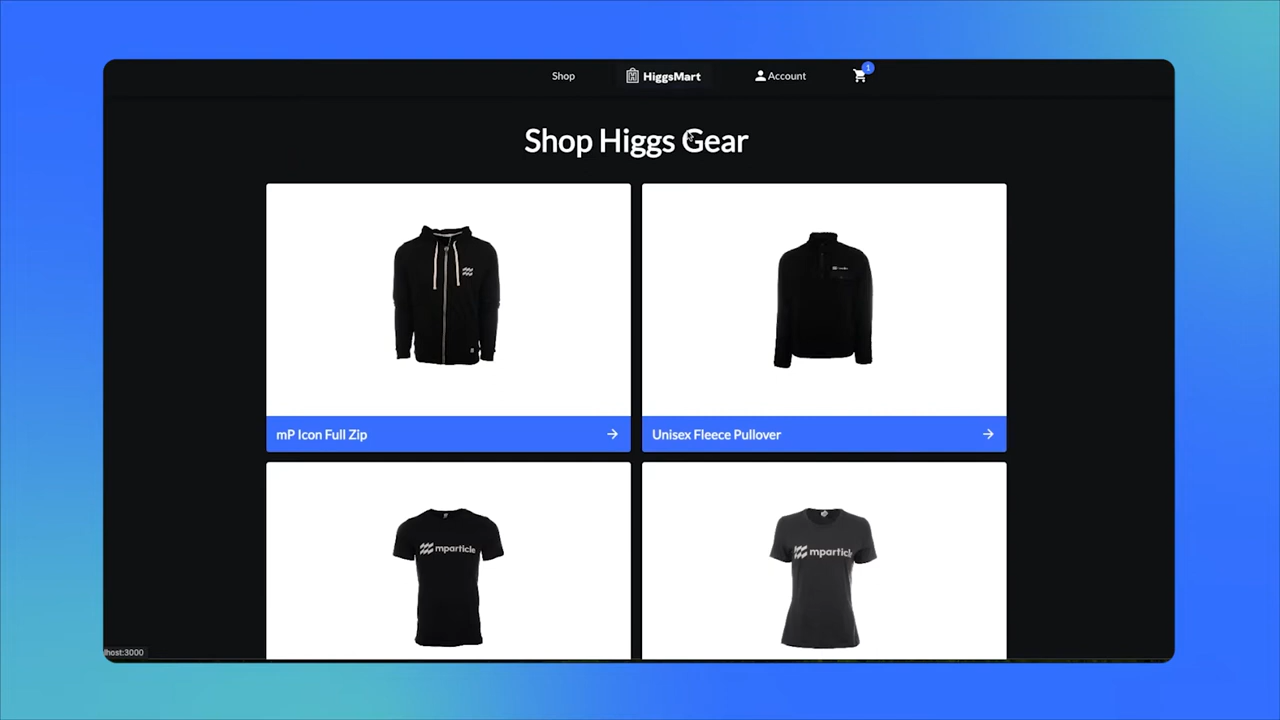 Shop
HiggsMart
Account
1
Shop Higgs Gear
mP Icon Full Zip
Unisex Fleece Pullover
mparticle
mparticle
lhost:3000